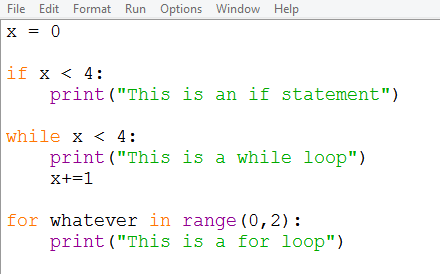 File Edit Format Run Options Window Help
x = 0
if x < 4:
    print("This is an if statement")
while x < 4:
    print("This is a while loop")
    x+=1
for whatever in range(0,2):
    print("This is a for loop")